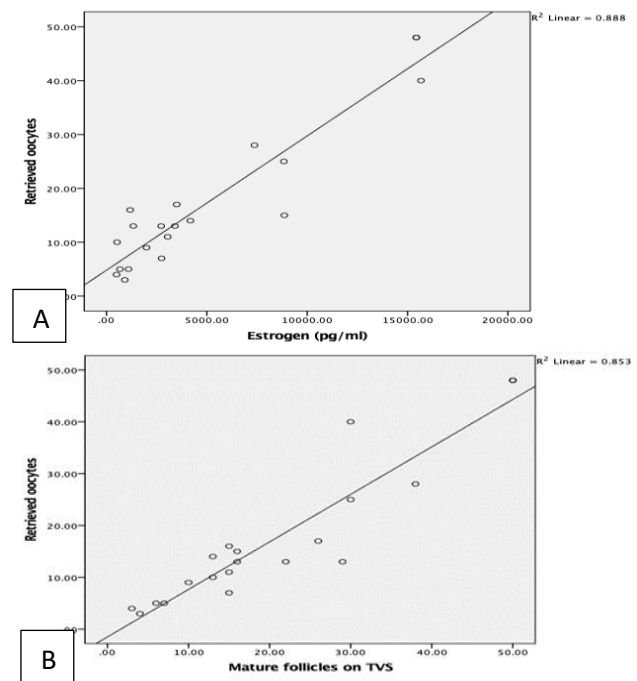 R² Linear = 0.888
50.00
40.00
30.00
20.00
10.00
.00
Retrieved oocytes
.00 5000.00 10000.00 15000.00 20000.00
Estrogen (pg/ml)
A
R² Linear = 0.853
50.00
40.00
30.00
20.00
10.00
.00
Retrieved oocytes
.00 10.00 20.00 30.00 40.00 50.00
Mature follicles on TVS
B